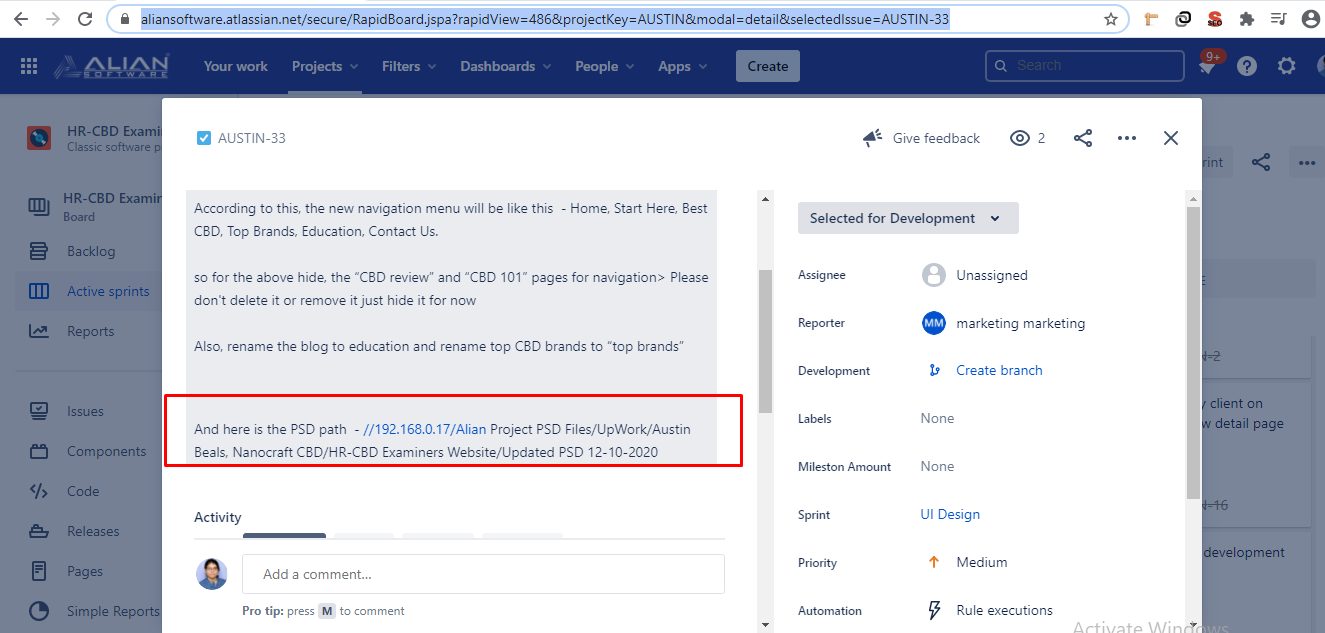 aliansoftware.atlassian.net/secure/RapidBoard.jspa?rapidView=486&projectKey=AUSTIN&modal=detail&selectedIssue=AUSTIN-33
SEO
ALIAN
SOFTWARE
Your work
Projects
Filters
Dashboards
People
Apps
Create
Search
9+
HR-CBD Exami
Classic software p
HR-CBD Examin
Board
Backlog
Active sprints
Reports
Issues
Components
Code
Releases
Pages
Simple Reports
AUSTIN-33
Give feedback
2
According to this, the new navigation menu will be like this - Home, Start Here, Best
CBD, Top Brands, Education, Contact Us.
so for the above hide, the “CBD review” and “CBD 101” pages for navigation> Please
don't delete it or remove it just hide it for now
Also, rename the blog to education and rename top CBD brands to “top brands”
And here is the PSD path - //192.168.0.17/Alian Project PSD Files/UpWork/Austin
Beals, Nanocraft CBD/HR-CBD Examiners Website/Updated PSD 12-10-2020
Activity
Add a comment...
Pro tip: press M to comment
Selected for Development
Assignee
Unassigned
Reporter
MM
marketing marketing
Development
Create branch
Labels
None
Mileston Amount
None
Sprint
UI Design
Priority
Medium
Automation
Rule executions
rint
N-2
y client on
w detail page
N-16
development
Activate Windows